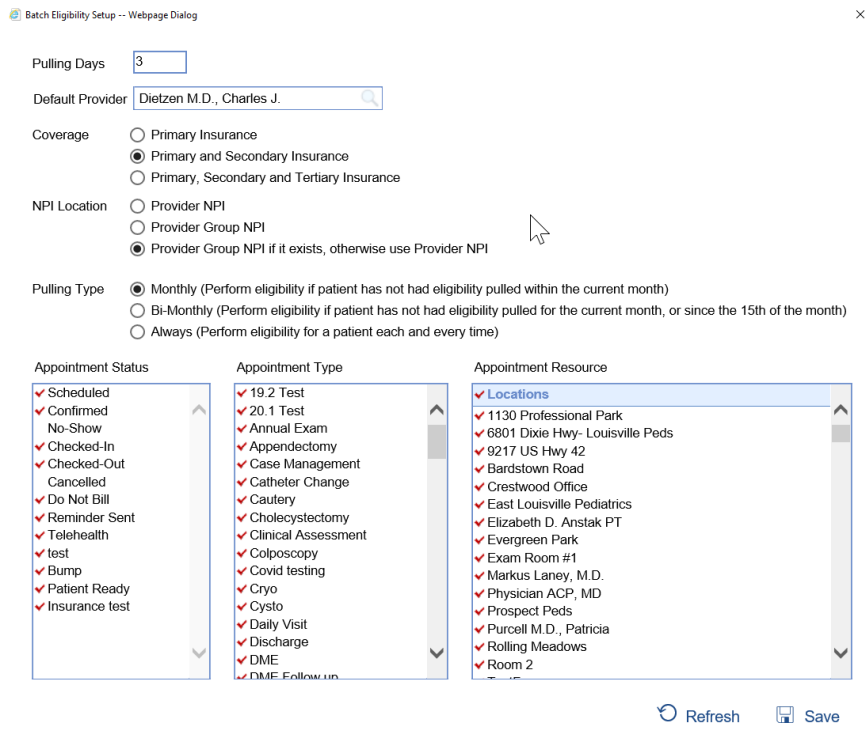 Batch Eligibility Setup -- Webpage Dialog
Pulling Days 3
Default Provider Dietzen M.D., Charles J.
Coverage
Primary Insurance
Primary and Secondary Insurance
Primary, Secondary and Tertiary Insurance
NPI Location
Provider NPI
Provider Group NPI
Provider Group NPI if it exists, otherwise use Provider NPI
Pulling Type
Monthly (Perform eligibility if patient has not had eligibility pulled within the current month)
Bi-Monthly (Perform eligibility if patient has not had eligibility pulled for the current month, or since the 15th of the month)
Always (Perform eligibility for a patient each and every time)
Appointment Status
Scheduled
Confirmed
No-Show
Checked-In
Checked-Out
Cancelled
Do Not Bill
Reminder Sent
Telehealth
test
Bump
Patient Ready
Insurance test
Appointment Type
19.2 Test
20.1 Test
Annual Exam
Appendectomy
Case Management
Catheter Change
Cautery
Cholecystectomy
Clinical Assessment
Colposcopy
Covid testing
Cryo
Cysto
Daily Visit
Discharge
DME
DME Follow up
Appointment Resource
Locations
1130 Professional Park
6801 Dixie Hwy- Louisville Peds
9217 US Hwy 42
Bardstown Road
Crestwood Office
East Louisville Pediatrics
Elizabeth D. Anstak PT
Evergreen Park
Exam Room #1
Markus Laney, M.D.
Physician ACP, MD
Prospect Peds
Purcell M.D., Patricia
Rolling Meadows
Room 2
Refresh
Save